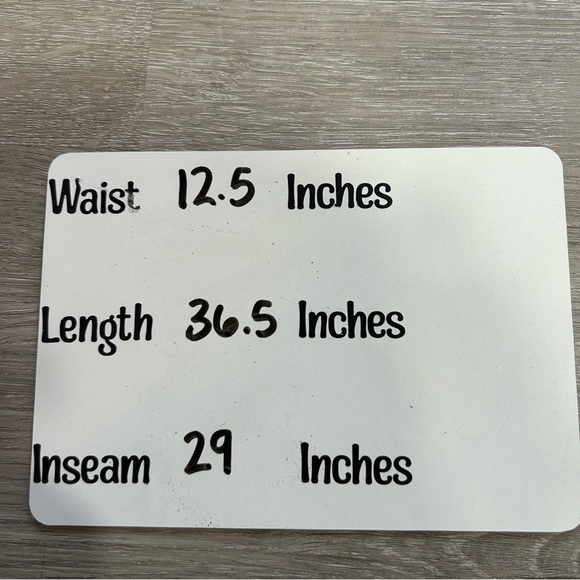 Waist 12.5 Inches
Length 36.5 Inches
Inseam 29 Inches